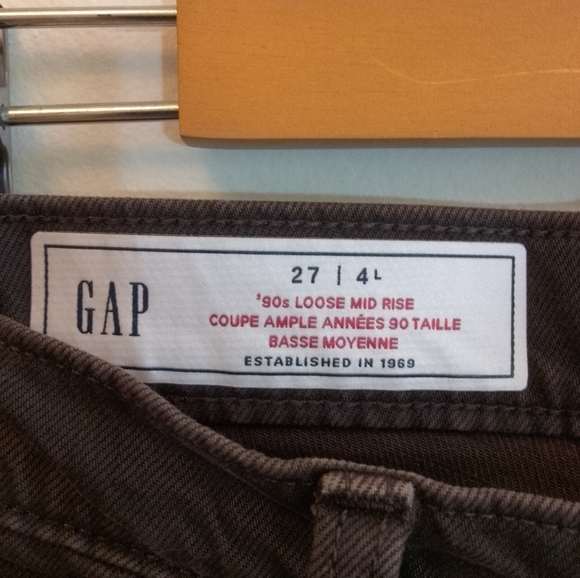 GAP
27 | 4L
'90s LOOSE MID RISE
COUPE AMPLE ANNÉES 90 TAILLE
BASSE MOYENNE
ESTABLISHED IN 1969